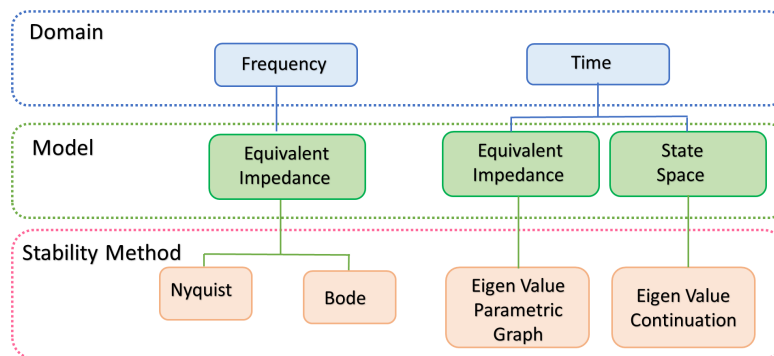 Domain
Frequency
Time
Model
Equivalent
Impedance
Equivalent
Impedance
State
Space
Stability Method
Nyquist
Bode
Eigen Value
Parametric
Graph
Eigen Value
Continuation